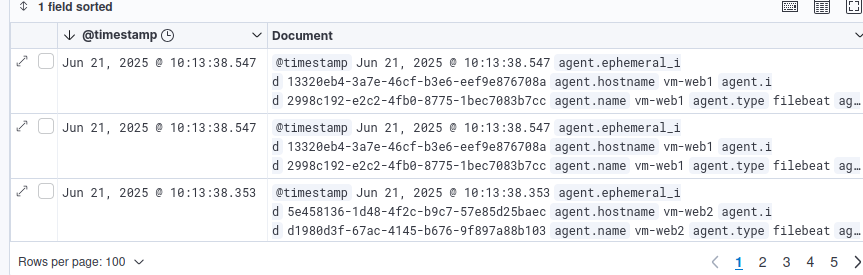 1 field sorted
@timestamp Document
Jun 21, 2025 @ 10:13:38.547 @timestamp Jun 21, 2025 @ 10:13:38.547 agent.ephemeral_i
d 13320eb4-3a7e-46cf-b3e6-eef9e876708a agent.hostname vm-web1 agent.i
d 2998c192-e2c2-4fb0-8775-1bec7083b7cc agent.name vm-web1 agent.type filebeat ag…
Jun 21, 2025 @ 10:13:38.547 @timestamp Jun 21, 2025 @ 10:13:38.547 agent.ephemeral_i
d 13320eb4-3a7e-46cf-b3e6-eef9e876708a agent.hostname vm-web1 agent.i
d 2998c192-e2c2-4fb0-8775-1bec7083b7cc agent.name vm-web1 agent.type filebeat ag…
Jun 21, 2025 @ 10:13:38.353 @timestamp Jun 21, 2025 @ 10:13:38.353 agent.ephemeral_i
d 5e458136-1d48-4f2c-b9c7-57e85d25baec agent.hostname vm-web2 agent.i
d d1980d3f-67ac-4145-b676-9f897a88b103 agent.name vm-web2 agent.type filebeat ag…
Rows per page: 100 1 2 3 4 5